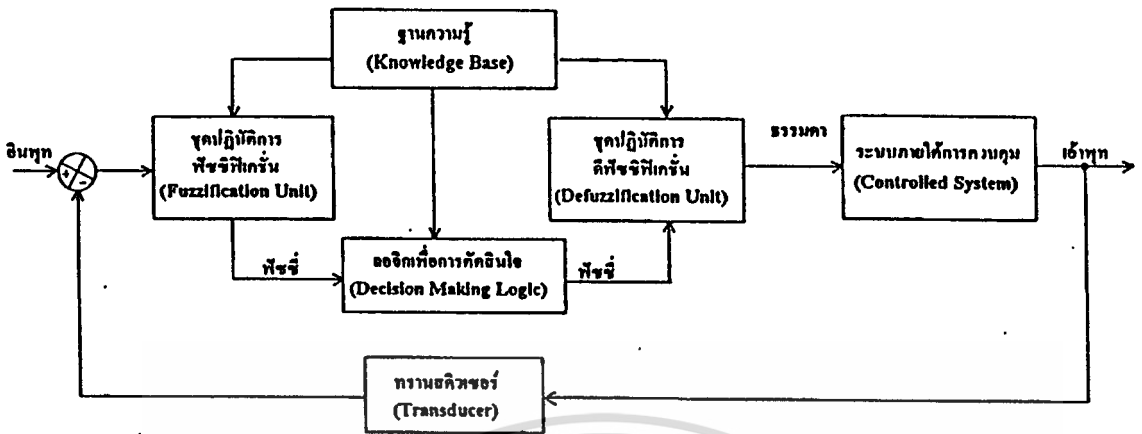 ฐานความรู้
(Knowledge Base)
ชุดปฏิบัติการ
ฟัซซิฟิเกชั่น
(Fuzzification Unit)
ชุดปฏิบัติการ
ดีฟัซซิฟิเกชั่น
(Defuzzification Unit)
ธรรมดา
ระบบภายใต้การควบคุม
(Controlled System)
อินพุท
+
-
เอ้าพุท
ฟัซซี่
ลอจิกเพื่อการตัดสินใจ
(Decision Making Logic)
ฟัซซี่
ทรานสดิวเซอร์
(Transducer)